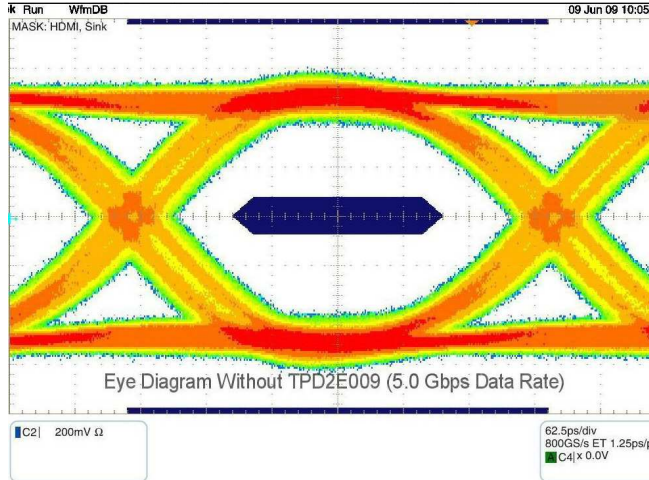 k Run WfmDB 09 Jun 09 10:05
MASK: HDMI, Sink
Eye Diagram Without TPD2E009 (5.0 Gbps Data Rate)
C2| 200mV Ω
62.5ps/div
800GS/s ET 1.25ps/p
A C4| x 0.0V